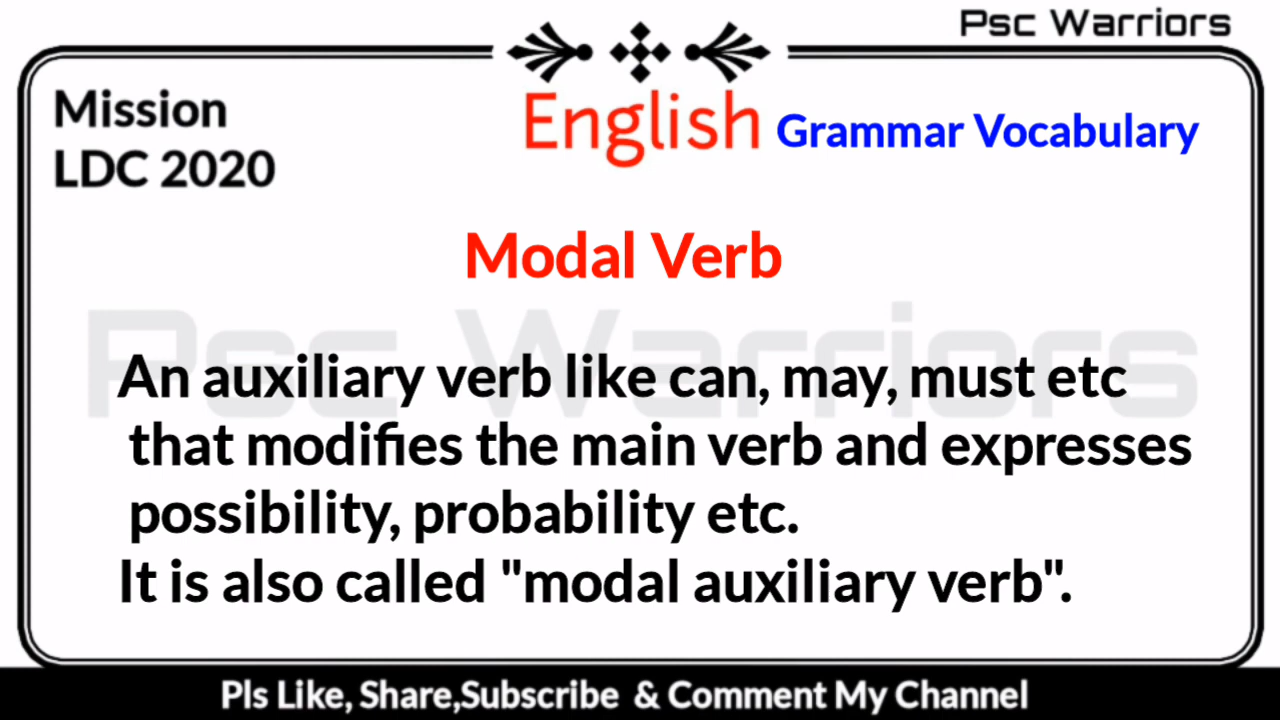 Psc Warriors
Mission
LDC 2020
English Grammar Vocabulary
Modal Verb
Psc Warriors
An auxiliary verb like can, may, must etc
that modifies the main verb and expresses
possibility, probability etc.
It is also called "modal auxiliary verb".
Pls Like, Share,Subscribe & Comment My Channel